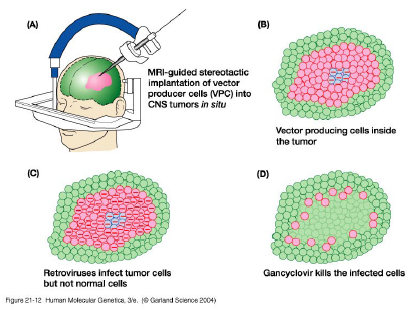 (A)
MRI-guided stereotactic
implantation of vector
producer cells (VPC) into
CNS tumors in situ
(B)
Vector producing cells inside
the tumor
(C)
Retroviruses infect tumor cells
but not normal cells
(D)
Gancyclovir kills the infected cells
Figure 21-12 Human Molecular Genetics, 3/e. (© Garland Science 2004)